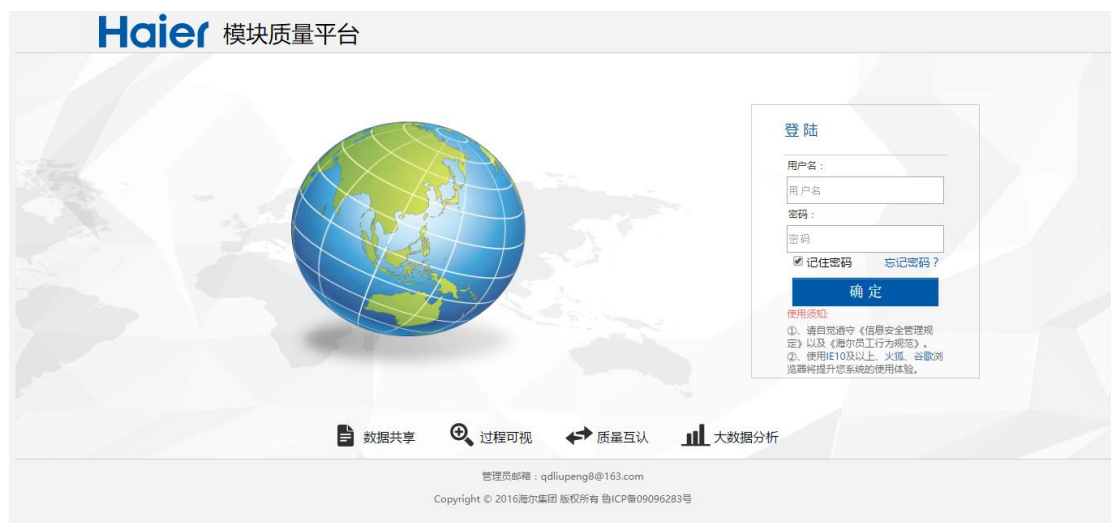 Haier 模块质量平台
登 陆
用户名：
用户名
密码：
密码
记住密码 忘记密码？
确 定
使用须知:
①、请自觉遵守《信息安全管理规
定》以及《海尔员工行为规范》。
②、使用IE10及以上、火狐、谷歌浏
览器将提升您系统的使用体验。
数据共享 过程可视 质量互认 大数据分析
管理员邮箱：qdliupeng8@163.com
Copyright © 2016海尔集团 版权所有 鲁ICP备09096283号